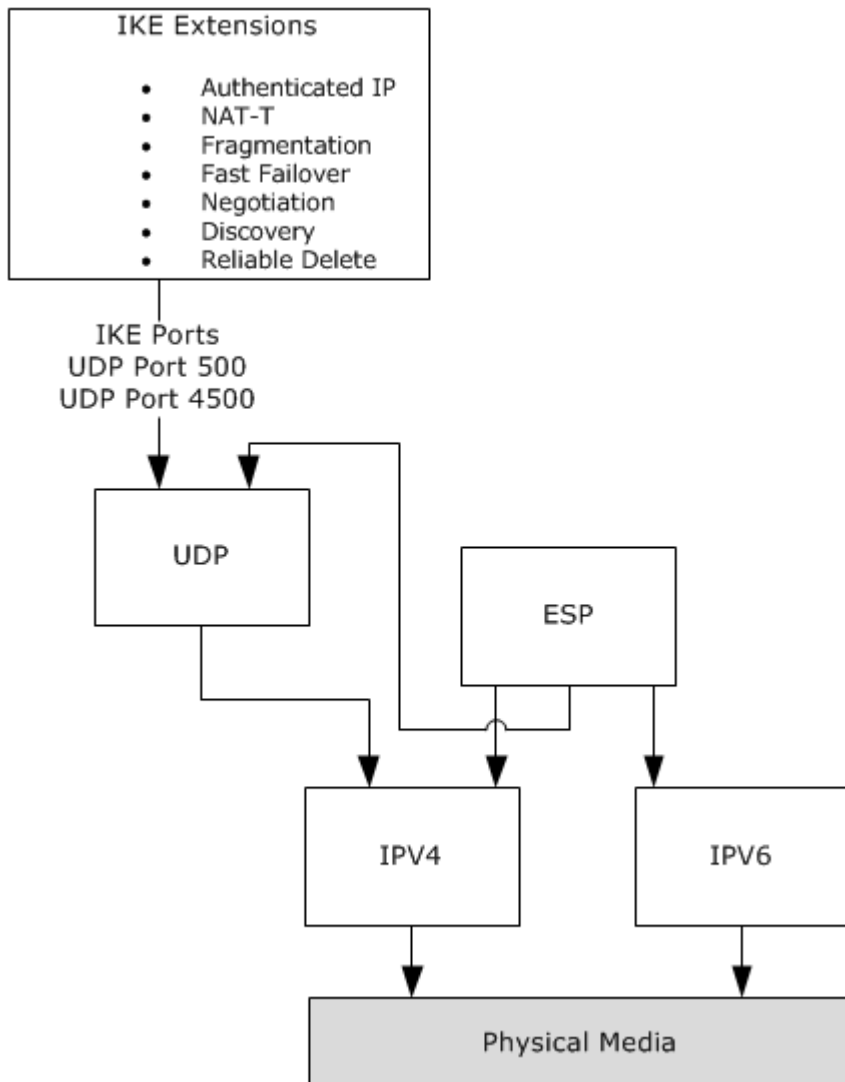 IKE Extensions
• Authenticated IP
• NAT-T
• Fragmentation
• Fast Failover
• Negotiation
• Discovery
• Reliable Delete
IKE Ports
UDP Port 500
UDP Port 4500
UDP
ESP
IPV4
IPV6
Physical Media